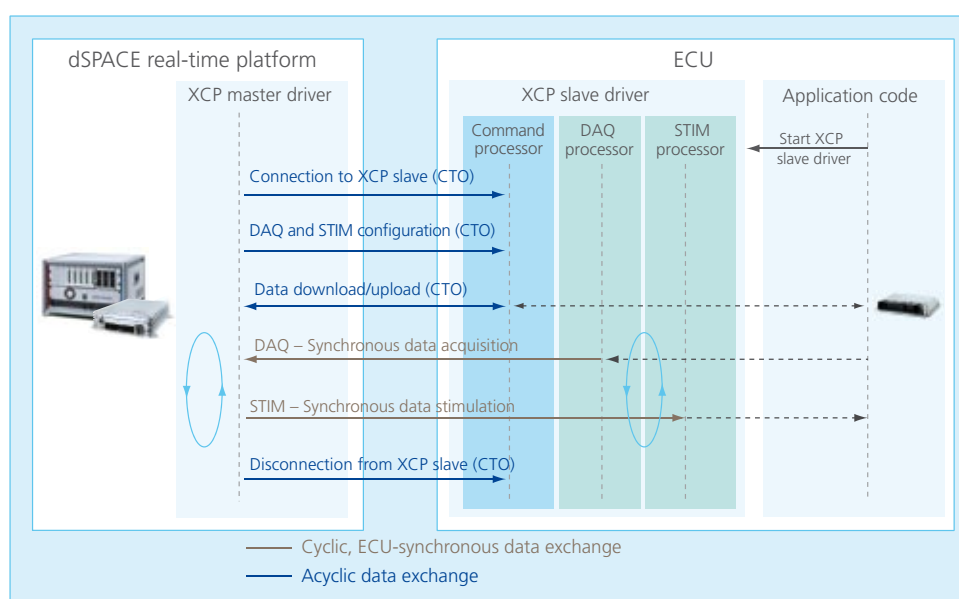 dSPACE real-time platform
ECU
XCP master driver
XCP slave driver
Application code
Command
processor
DAQ
processor
STIM
processor
Start XCP
slave driver
Connection to XCP slave (CTO)
DAQ and STIM configuration (CTO)
Data download/upload (CTO)
DAQ – Synchronous data acquisition
STIM – Synchronous data stimulation
Disconnection from XCP slave (CTO)
Cyclic, ECU-synchronous data exchange
Acyclic data exchange